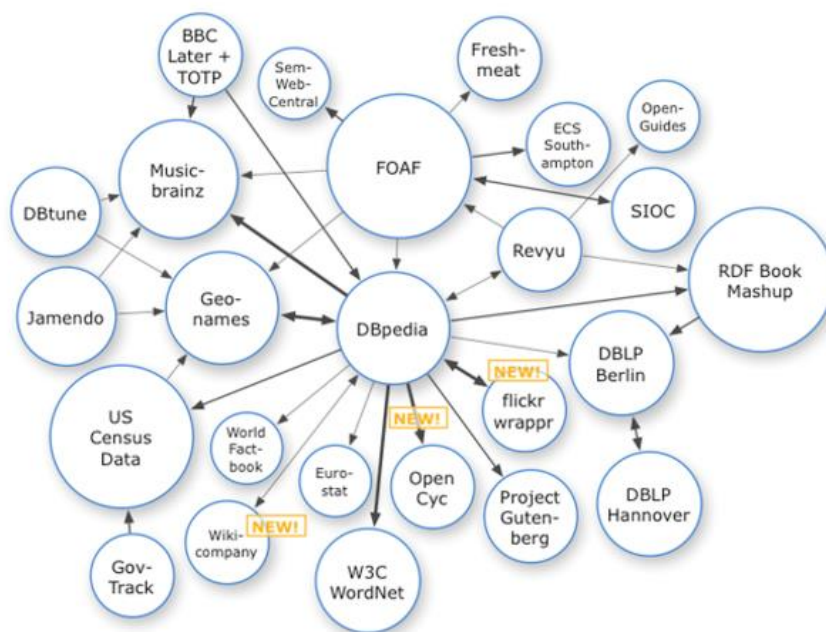 BBC
Later +
TOTP
Sem-
Web-
Central
Fresh-
meat
FOAF
ECS
South-
ampton
Open-
Guides
Music-
brainz
DBtune
SIOC
Revyu
RDF Book
Mashup
Jamendo
Geo-
names
DBpedia
DBLP
Berlin
NEW!
flickr
wrappr
US
Census
Data
World
Fact-
book
NEW!
Euro-
stat
Open
Cyc
Project
Guten-
berg
DBLP
Hannover
Wiki-
company
NEW!
Gov-
Track
W3C
WordNet